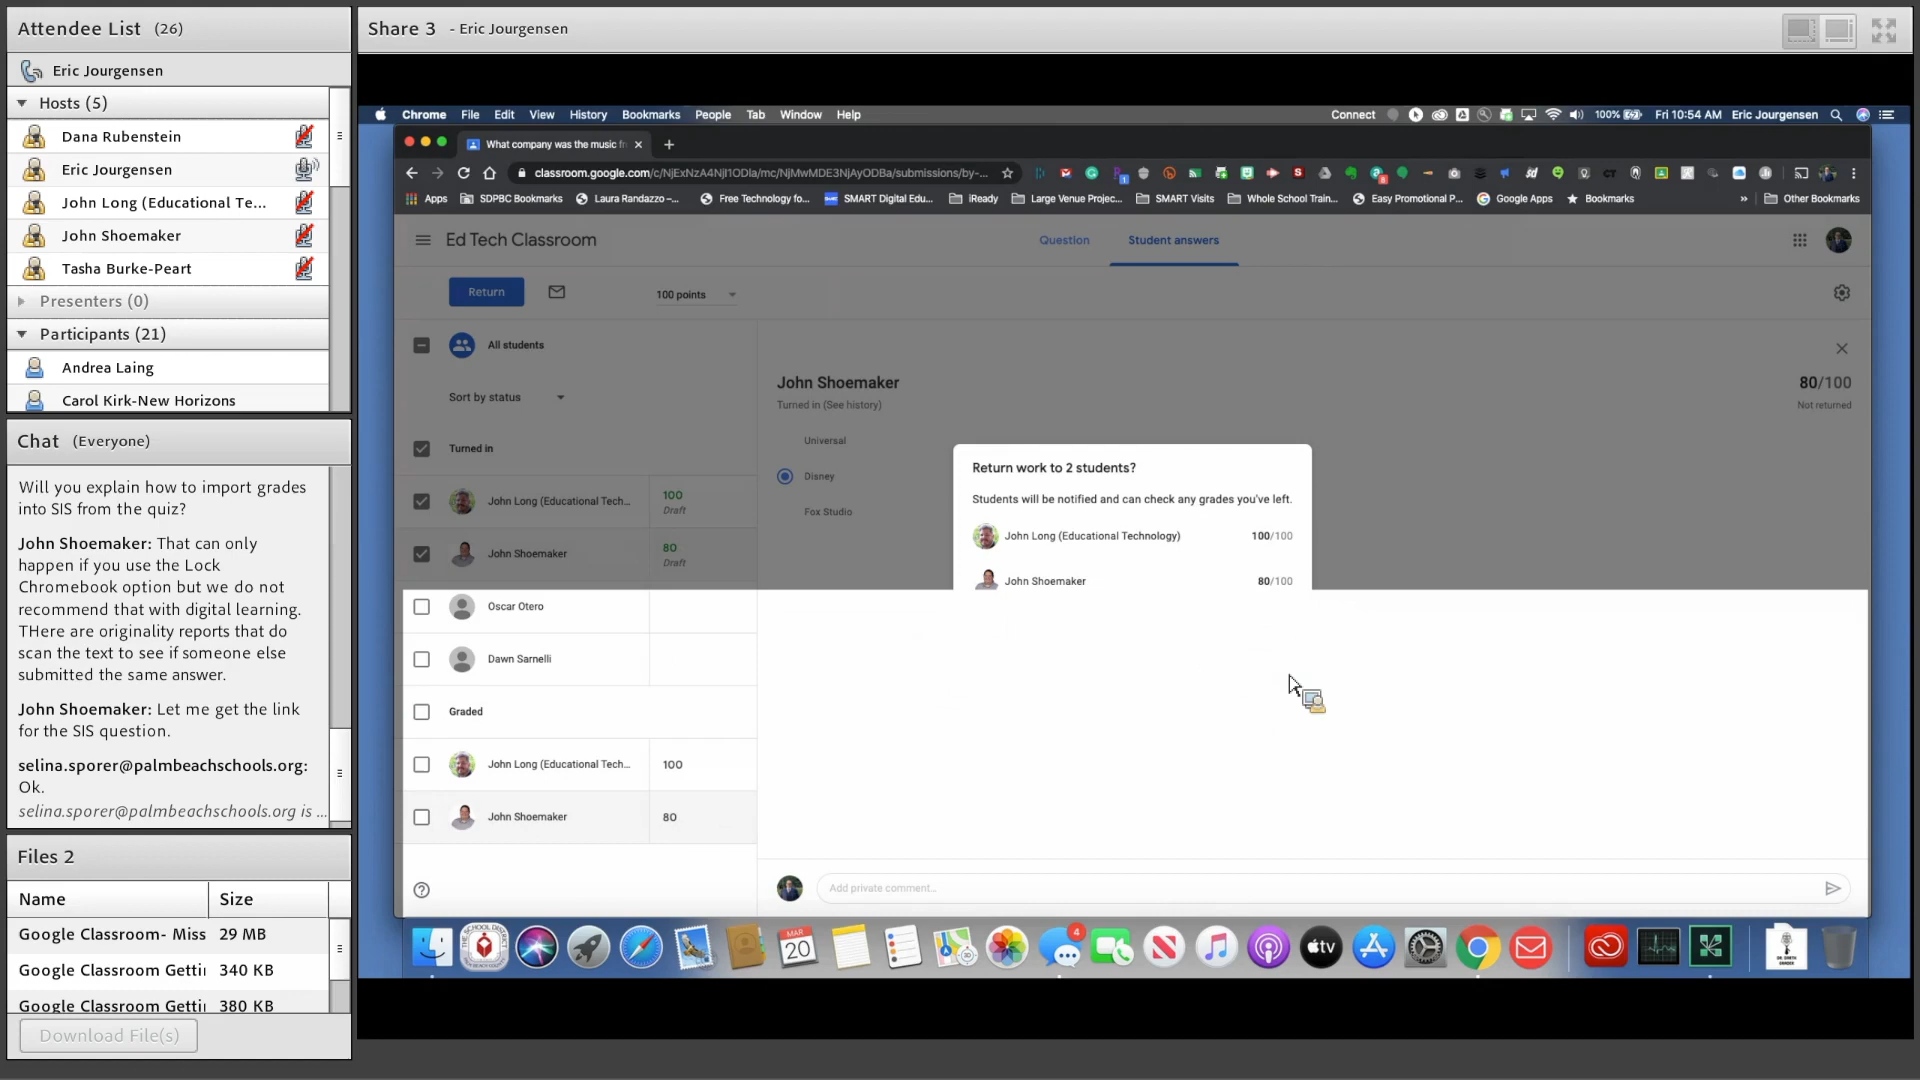 Attendee List (26)
Eric Jourgensen
Hosts (5)
Dana Rubenstein
Eric Jourgensen
John Long (Educational Te...
John Shoemaker
Tasha Burke-Peart
Presenters (0)
Participants (21)
Andrea Laing
Carol Kirk-New Horizons
Chat (Everyone)
Will you explain how to import grades
into SIS from the quiz?
John Shoemaker: That can only
happen if you use the Lock
Chromebook option but we do not
recommend that with digital learning.
THere are originality reports that do
scan the text to see if someone else
submitted the same answer.
John Shoemaker: Let me get the link
for the SIS question.
selina.sporer@palmbeachschools.org:
Ok.
selina.sporer@palmbeachschools.org is ...
Files 2
Name Size
Google Classroom- Miss 29 MB
Google Classroom Getti 340 KB
Google Classroom Getti 380 KB
Download File(s)
Share 3 - Eric Jourgensen
Chrome File Edit View History Bookmarks People Tab Window Help Connect 100% Fri 10:54 AM Eric Jourgensen
What company was the music fr
classroom.google.com/c/NjExNzA4NjI1ODla/mc/NjMwMDE3NjAyODBa/submissions/by-...
Apps SDPBC Bookmarks Laura Randazzo –... Free Technology fo... SMART Digital Edu... iReady Large Venue Projec... SMART Visits Whole School Train... Easy Promotional P... Google Apps Bookmarks » Other Bookmarks
Ed Tech Classroom Question Student answers
Return 100 points
All students
Sort by status
Turned in
John Long (Educational Tech... 100
Draft
John Shoemaker 80
Draft
Oscar Otero
Dawn Sarnelli
Graded
John Long (Educational Tech... 100
John Shoemaker 80
John Shoemaker 80/100
Turned in (See history) Not returned
Universal
Disney
Fox Studio
Return work to 2 students?
Students will be notified and can check any grades you've left.
John Long (Educational Technology) 100/100
John Shoemaker 80/100
Add private comment...
MAR
20
4
tv